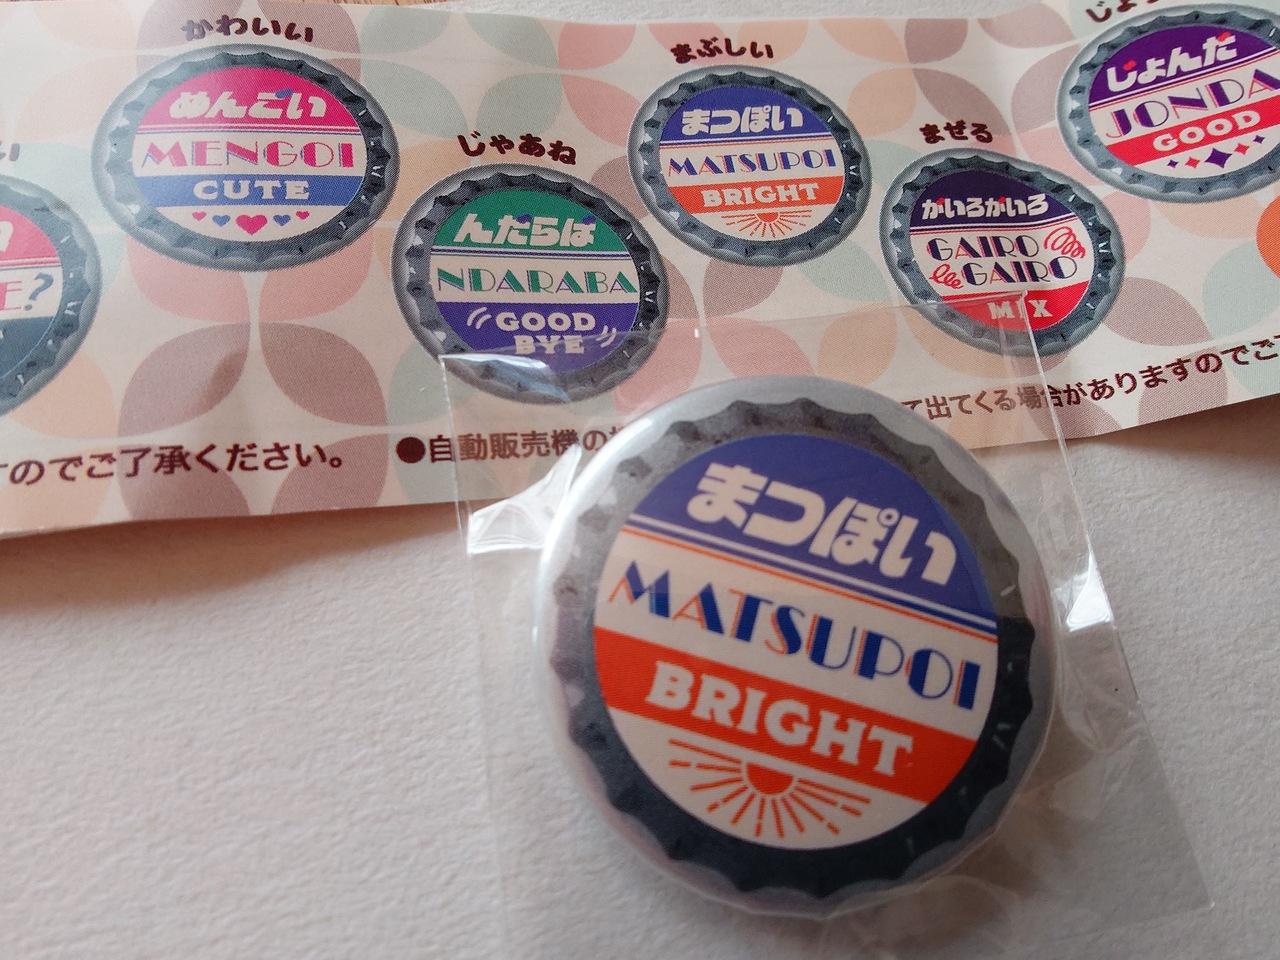 かわいい
めんごい
MENGOI
CUTE
じゃあね
んだらば
NDARABA
GOOD
BYE
まぶしい
まつぽい
MATSUPOI
BRIGHT
まぜる
がいろがいろ
GAIRO
GAIRO
MIX
じょんだ
JONDA
GOOD
E?
のでご了承ください。
●自動販売機の
て出てくる場合がありますのでご
まつぽい
MATSUPOI
BRIGHT